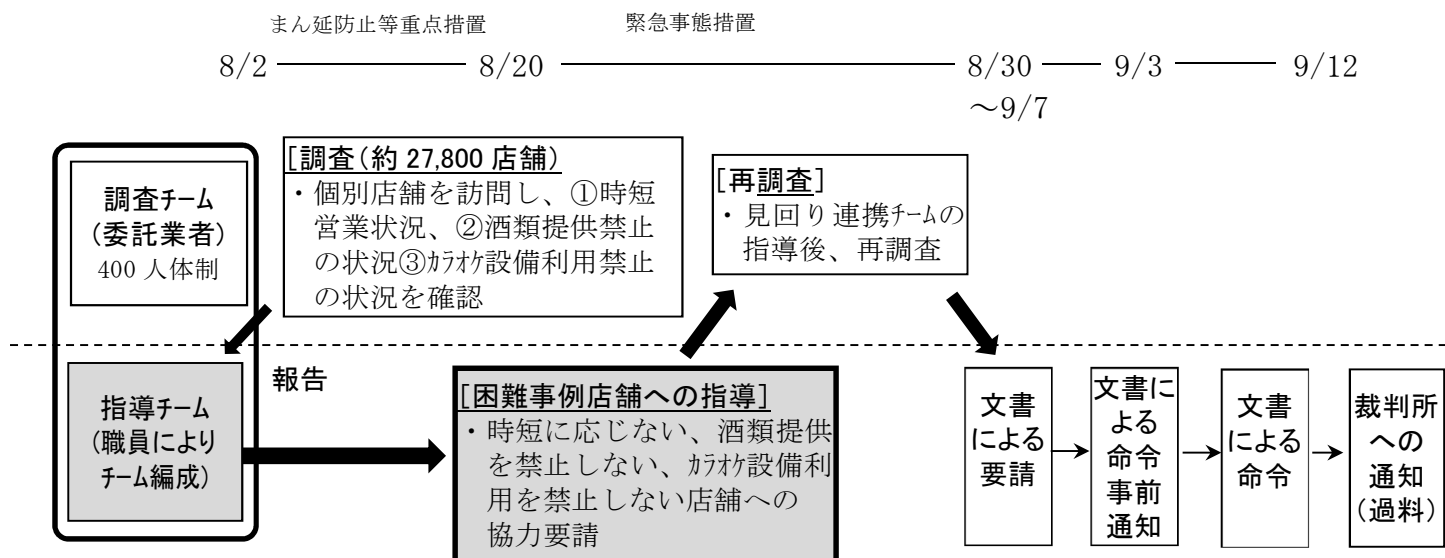 まん延防止等重点措置
緊急事態措置
8/2
8/20
8/30
～9/7
9/3
9/12
調査チーム
(委託業者)
400 人体制
[調査(約 27,800 店舗)
・個別店舗を訪問し、①時短
営業状況、②酒類提供禁止
の状況③ｶﾗｵｹ設備利用禁止
の状況を確認
[再調査]
・見回り連携ﾁｰﾑの
指導後、再調査
指導チーム
(職員により
チーム編成)
報告
[困難事例店舗への指導]
・時短に応じない、酒類提供
を禁止しない、ｶﾗｵｹ設備利
用を禁止しない店舗への
協力要請
文書
による
要請
文書に
よる
命令
事前
通知
文書
による
命令
裁判所
への
通知
(過料)